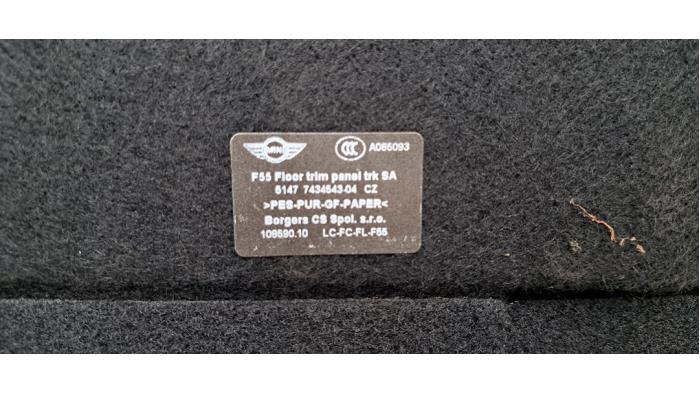 MINI CCC A065093
F55 Floor trim panel trk SA
5147 7434543-04 CZ
>PES-PUR-GF-PAPER<
Borgers CS Spol. s.r.o.
108590.10 LC-FC-FL-F55